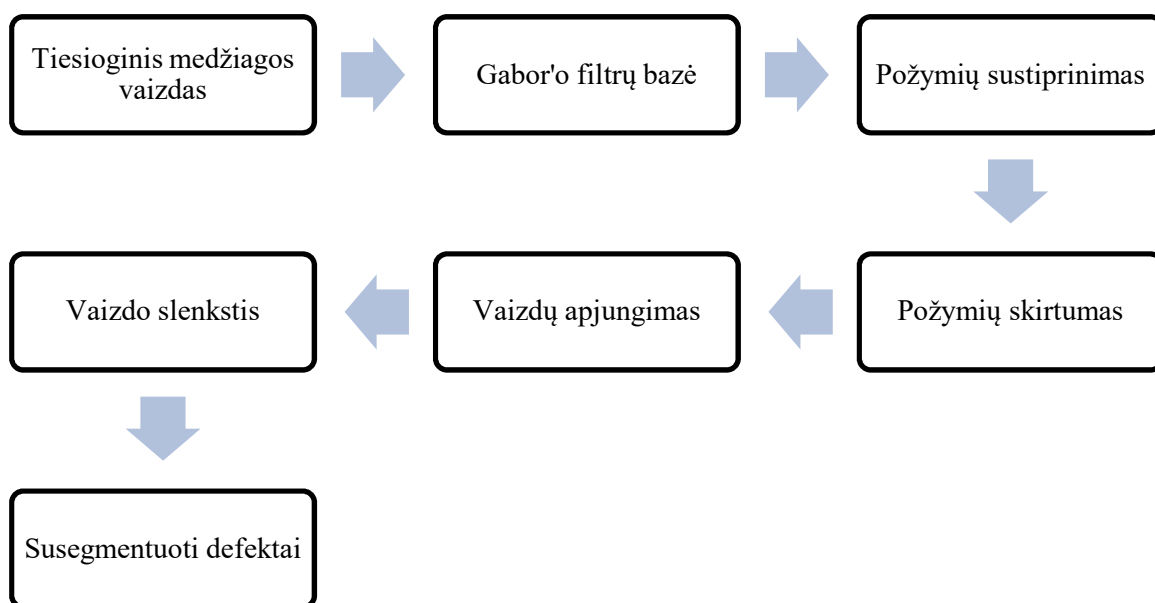 Tiesioginis medžiagos
vaizdas
Gabor'o filtrų bazė
Požymių sustiprinimas
Požymių skirtumas
Vaizdų apjungimas
Vaizdo slenkstis
Susegmentuoti defektai